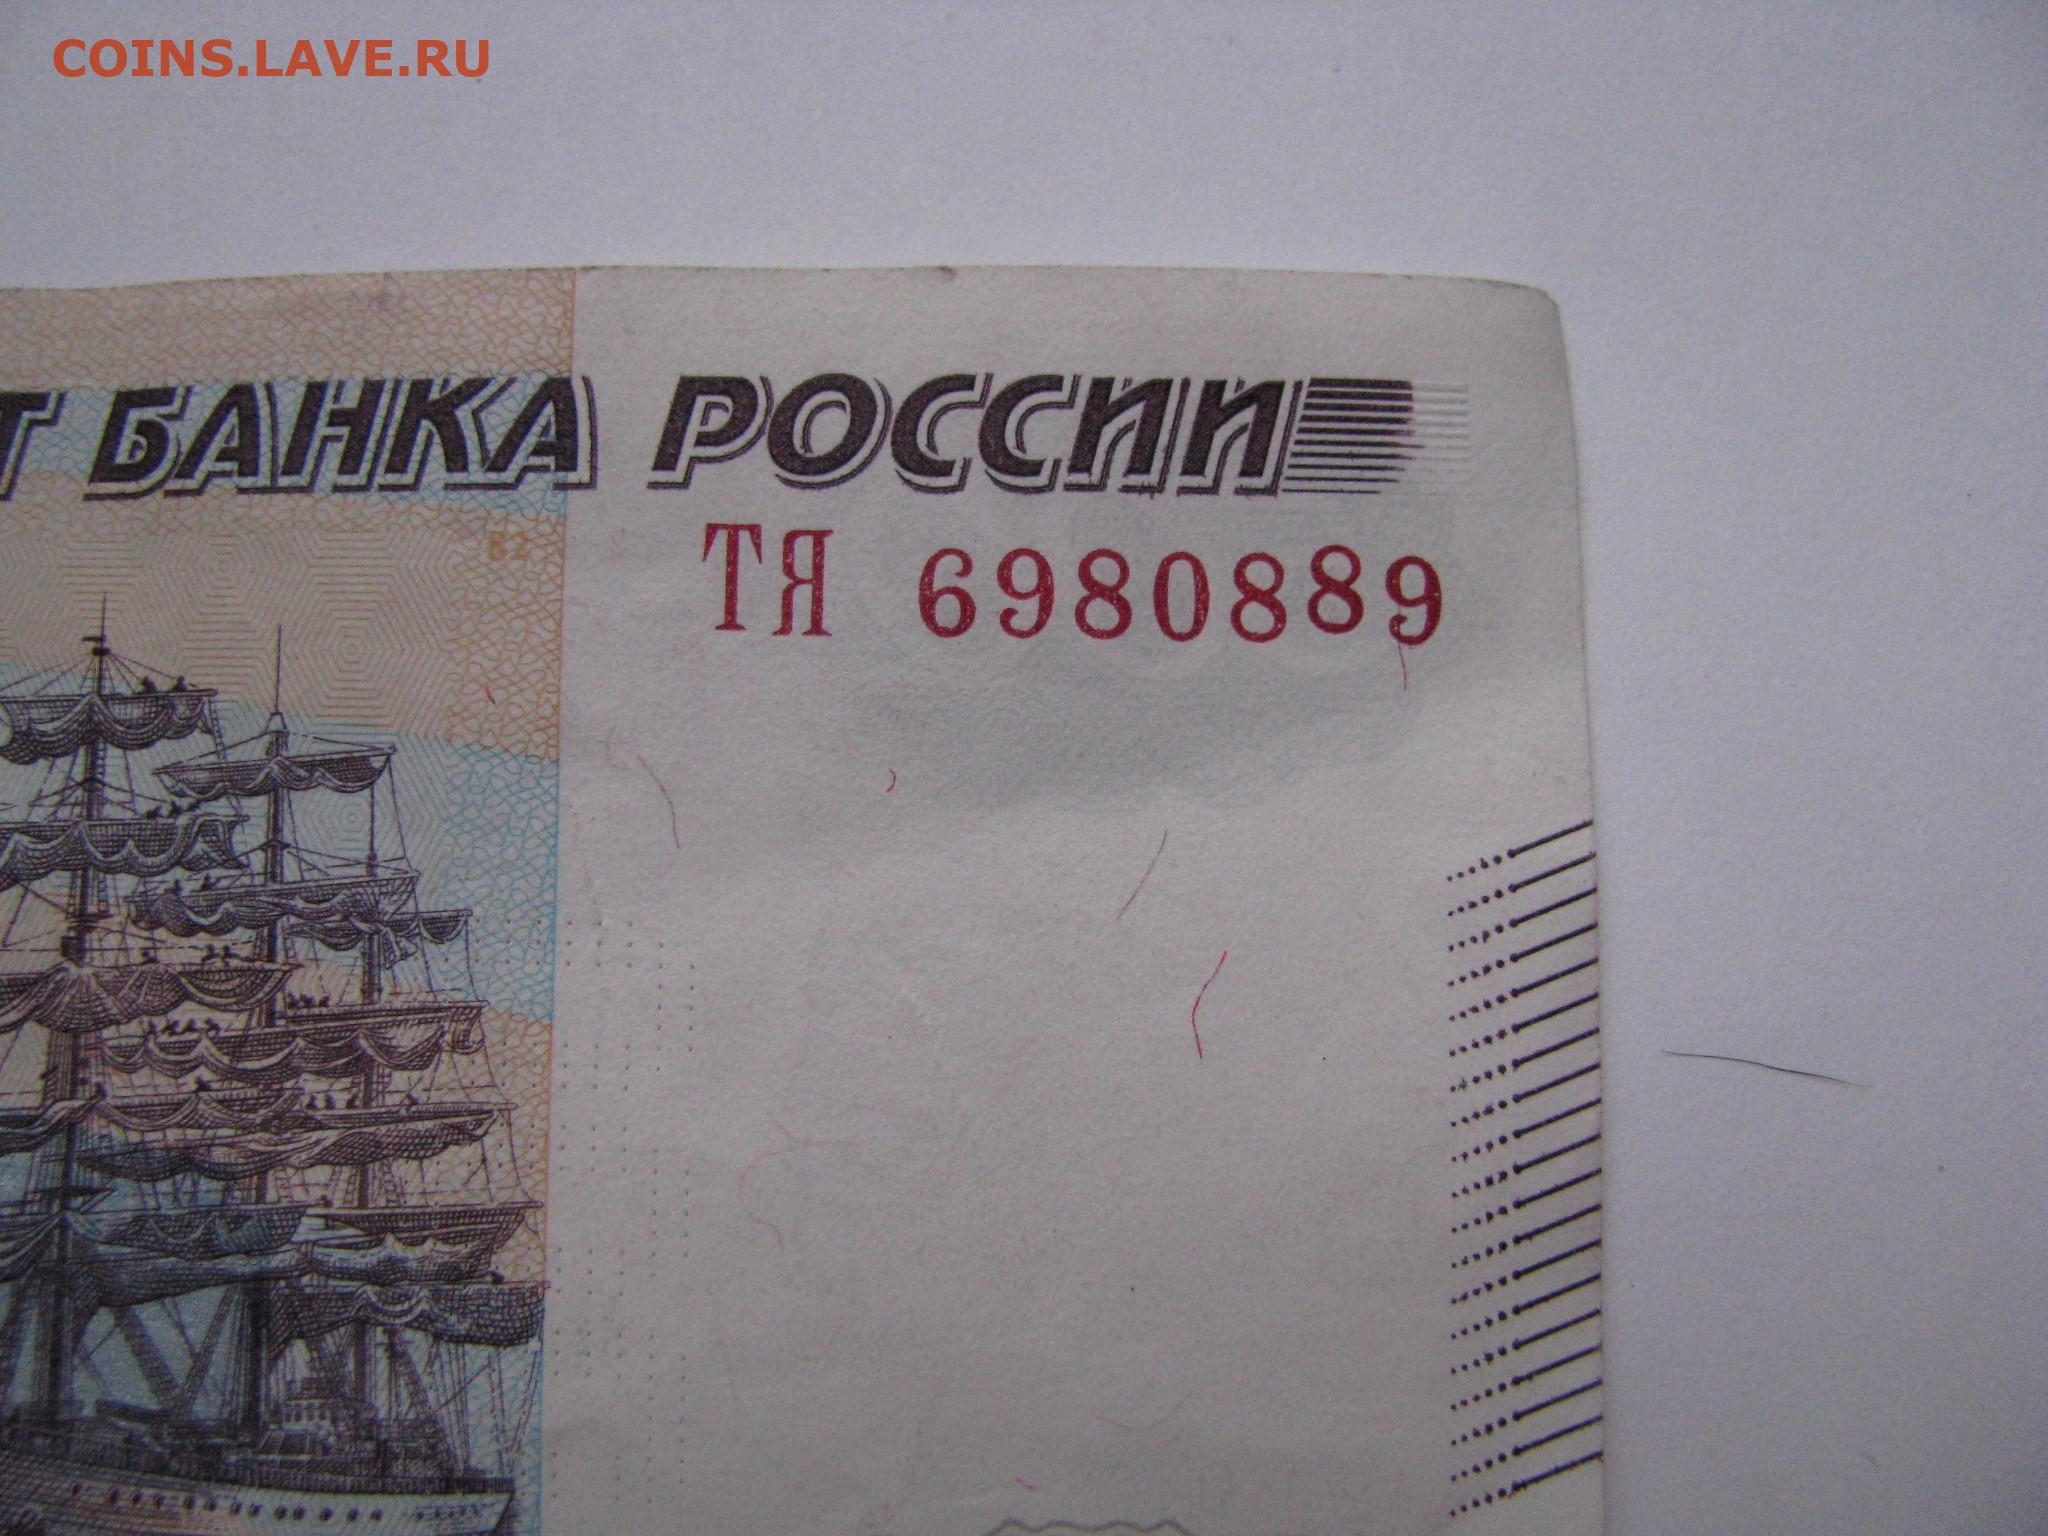 COINS.LAVE.RU
Т БАНКА РОССИИ
ТЯ 6980889